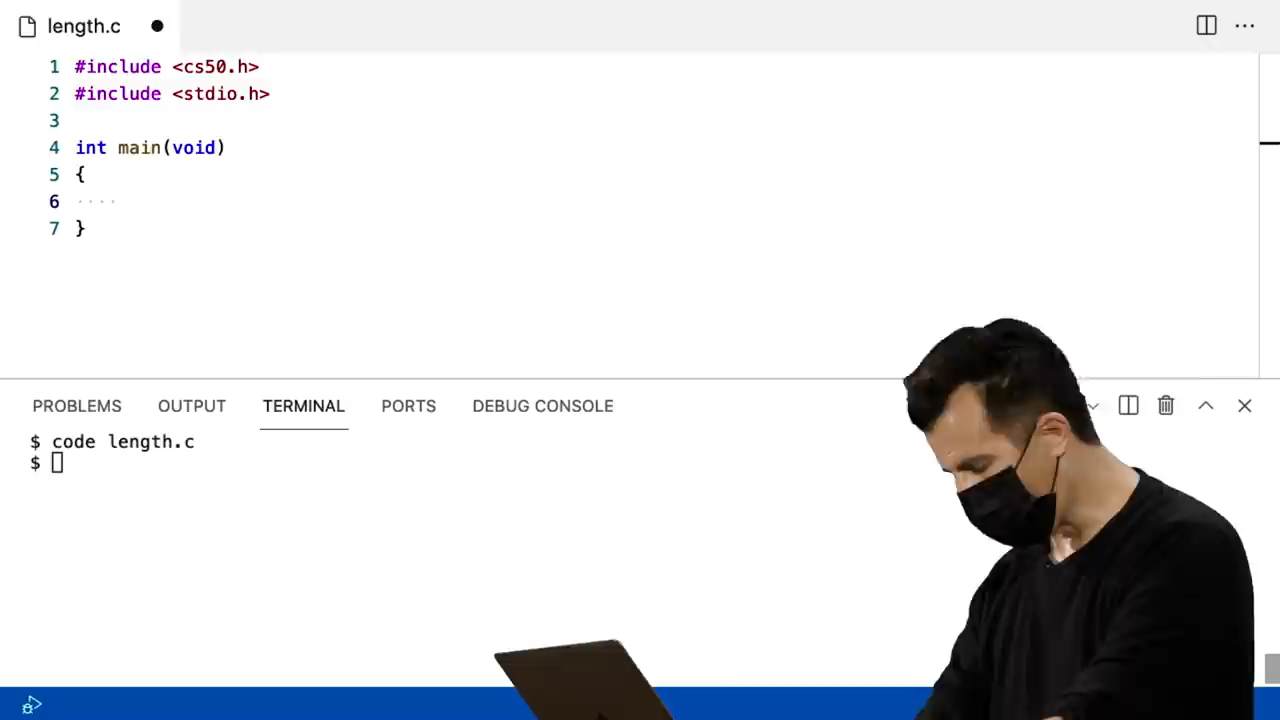 length.c
1 #include <cs50.h>
2 #include <stdio.h>
3
4 int main(void)
5 {
6 ····
7 }
PROBLEMS OUTPUT TERMINAL PORTS DEBUG CONSOLE
$ code length.c
$